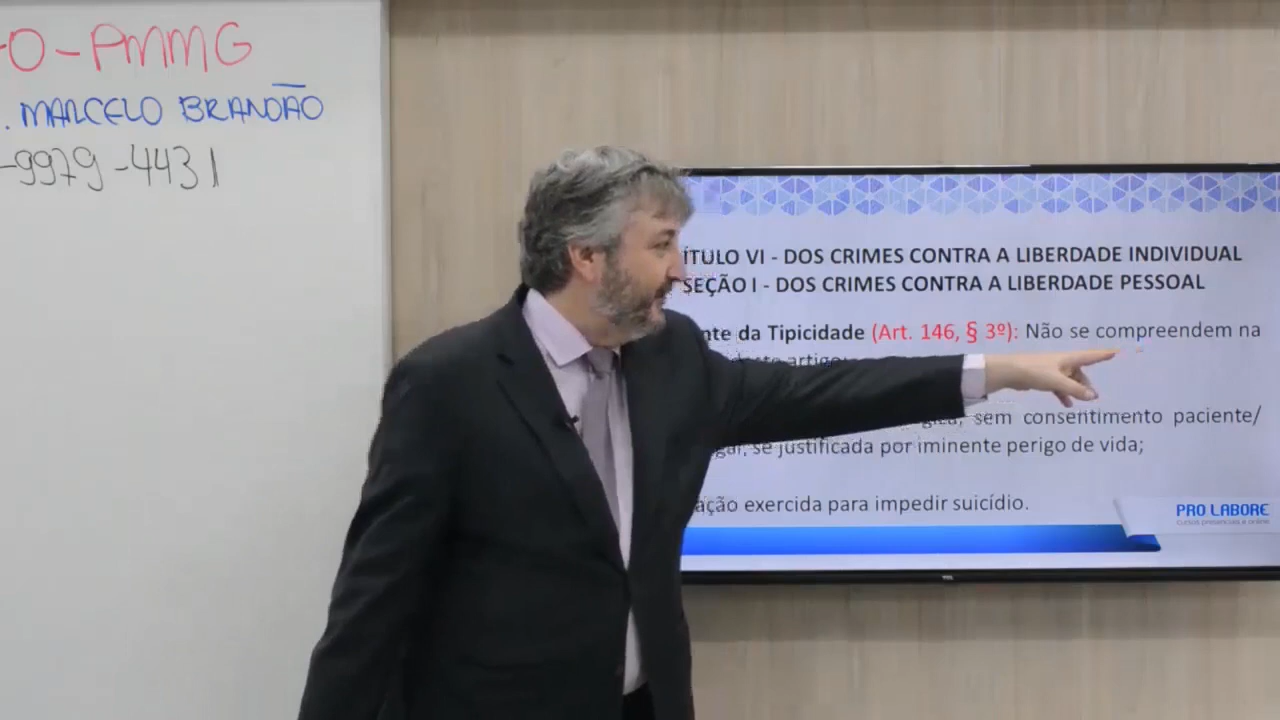 O-PMMG
. MARCELO BRANDÃO
-9979-4431
ÍTULO VI - DOS CRIMES CONTRA A LIBERDADE INDIVIDUAL
SEÇÃO I - DOS CRIMES CONTRA A LIBERDADE PESSOAL
nte da Tipicidade (Art. 146, § 3º): Não se compreendem na
artigo:
sem consentimento paciente/
se justificada por iminente perigo de vida;
ação exercida para impedir suicídio.
PRO LABORE
cursos presenciais e online